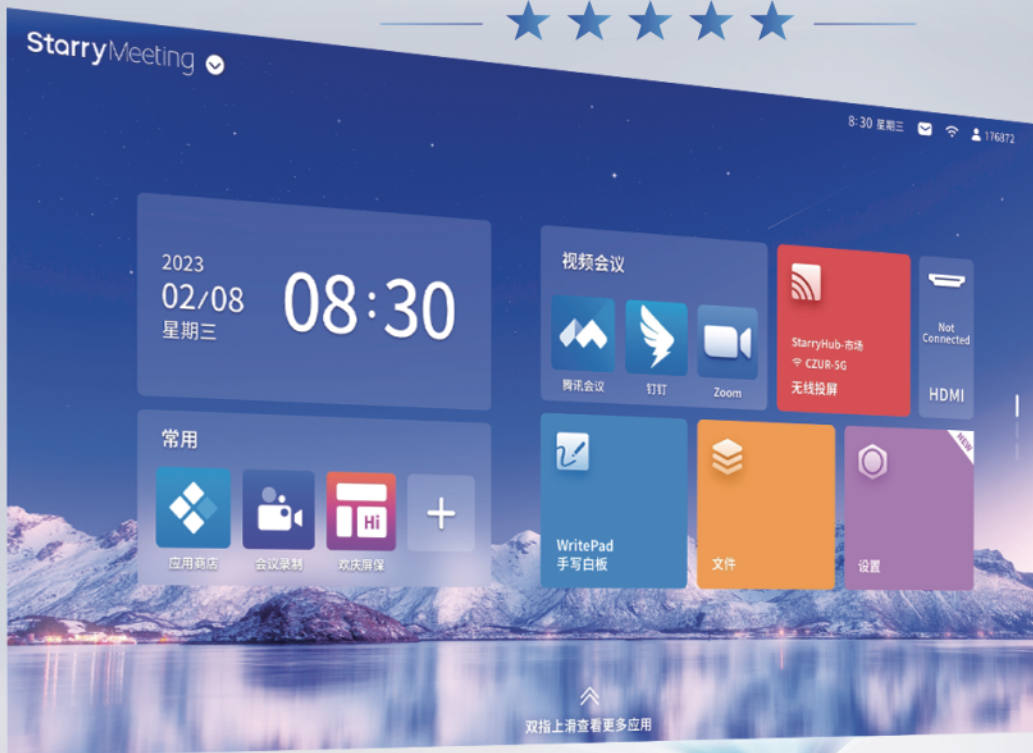 StarryMeeting
8:30 星期三
176872
2023
02/08
星期三
08:30
视频会议
腾讯会议
钉钉
Zoom
StarryHub-市场
CZUR-5G
无线投屏
Not
Connected
HDMI
常用
Hi
应用商店
会议录制
欢庆屏保
WritePad
手写白板
文件
NEW
设置
双指上滑查看更多应用